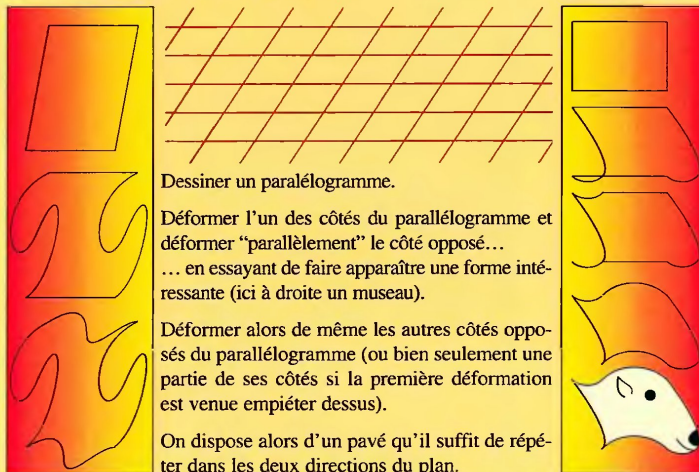 Dessiner un paralélogramme.
Déformer l'un des côtés du parallélogramme et
déformer “parallèlement” le côté opposé…
… en essayant de faire apparaître une forme inté-
ressante (ici à droite un museau).
Déformer alors de même les autres côtés oppo-
sés du parallélogramme (ou bien seulement une
partie de ses côtés si la première déformation
est venue empiéter dessus).
On dispose alors d'un pavé qu'il suffit de répé-
ter dans les deux directions du plan.